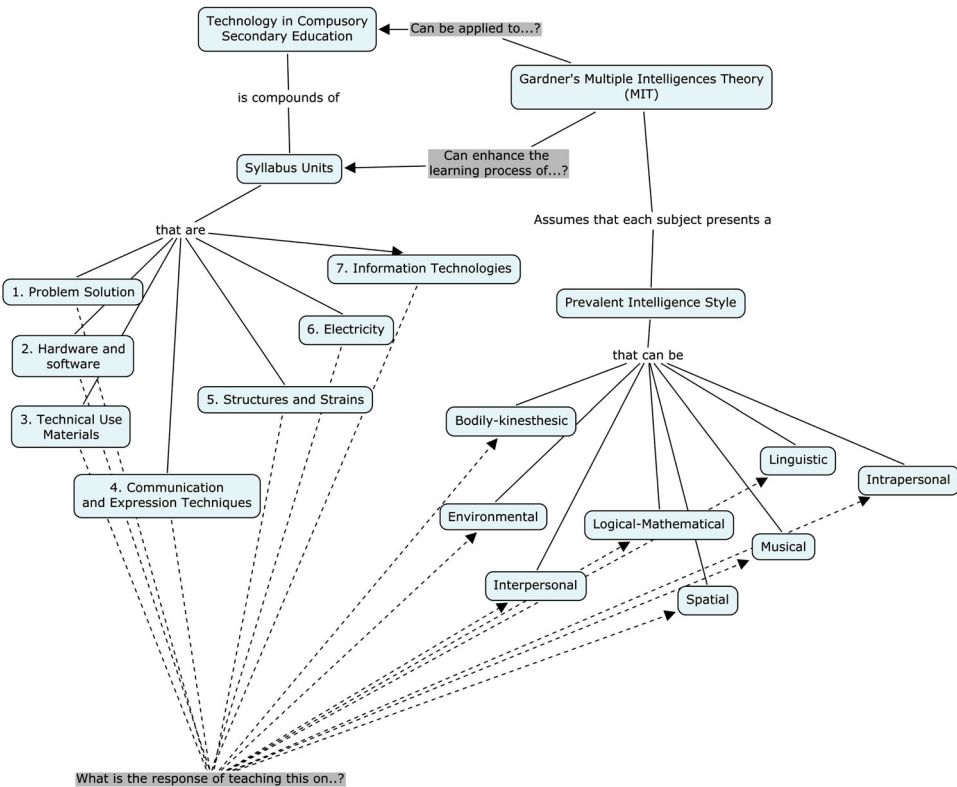 Technology in Compusory
Secondary Education
Can be applied to...?
Gardner's Multiple Intelligences Theory
(MIT)
is compounds of
Can enhance the
learning process of...?
Syllabus Units
Assumes that each subject presents a
that are
7. Information Technologies
1. Problem Solution
Prevalent Intelligence Style
6. Electricity
2. Hardware and
software
that can be
5. Structures and Strains
3. Technical Use
Materials
Bodily-kinesthesic
Linguistic
Intrapersonal
4. Communication
and Expression Techniques
Environmental
Logical-Mathematical
Musical
Interpersonal
Spatial
What is the response of teaching this on..?